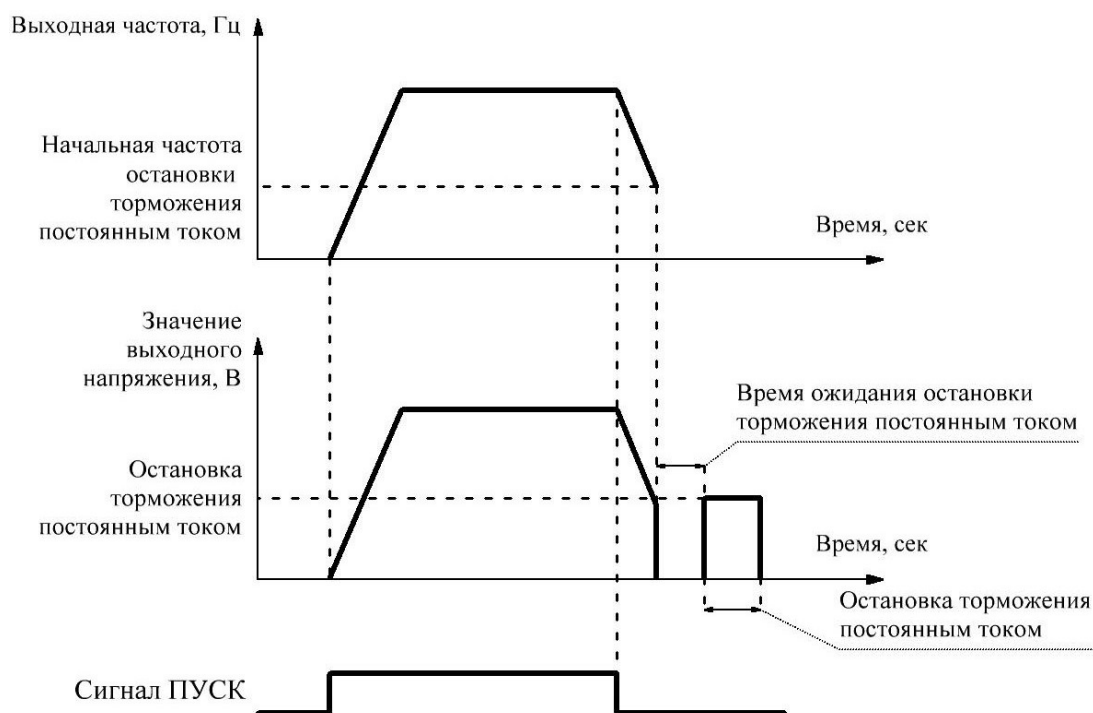 Выходная частота, Гц
Начальная частота
остановки
торможения
постоянным током
Время, сек
Значение
выходного
напряжения, В
Время ожидания остановки
торможения постоянным током
Остановка
торможения
постоянным током
Время, сек
Остановка торможения
постоянным током
Сигнал ПУСК